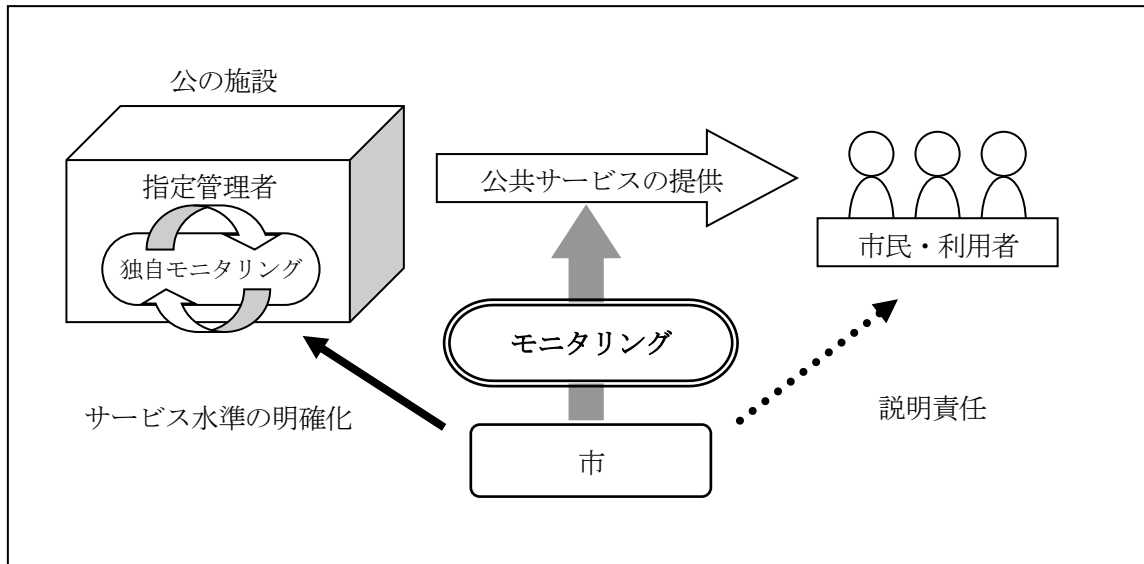 公の施設
指定管理者
独自モニタリング
公共サービスの提供
市民・利用者
モニタリング
サービス水準の明確化
説明責任
市